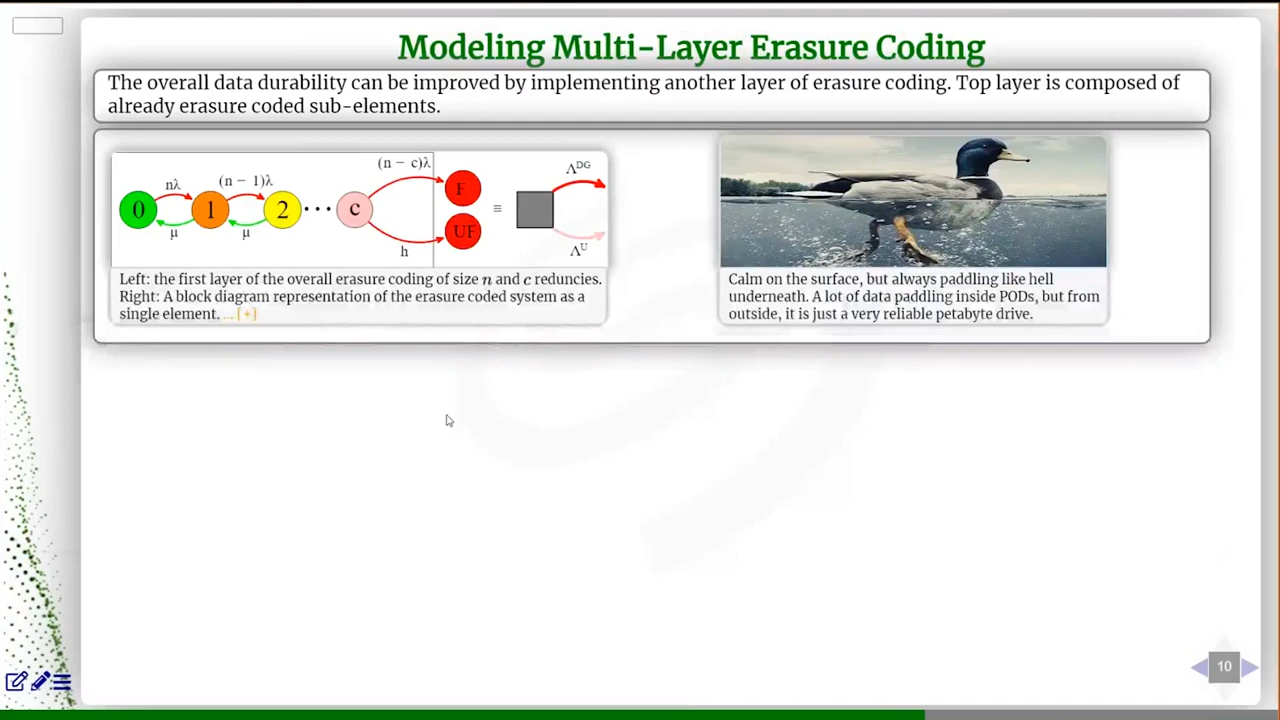 Modeling Multi-Layer Erasure Coding
The overall data durability can be improved by implementing another layer of erasure coding. Top layer is composed of
already erasure coded sub-elements.
(n − c)λ
nλ
(n − 1)λ
0
1
2
···
c
F
UF
μ
μ
h
≡
Λ^DG
Λ^U
Left: the first layer of the overall erasure coding of size n and c reduncies.
Right: A block diagram representation of the erasure coded system as a
single element. ... [+]
Calm on the surface, but always paddling like hell
underneath. A lot of data paddling inside PODs, but from
outside, it is just a very reliable petabyte drive.
10